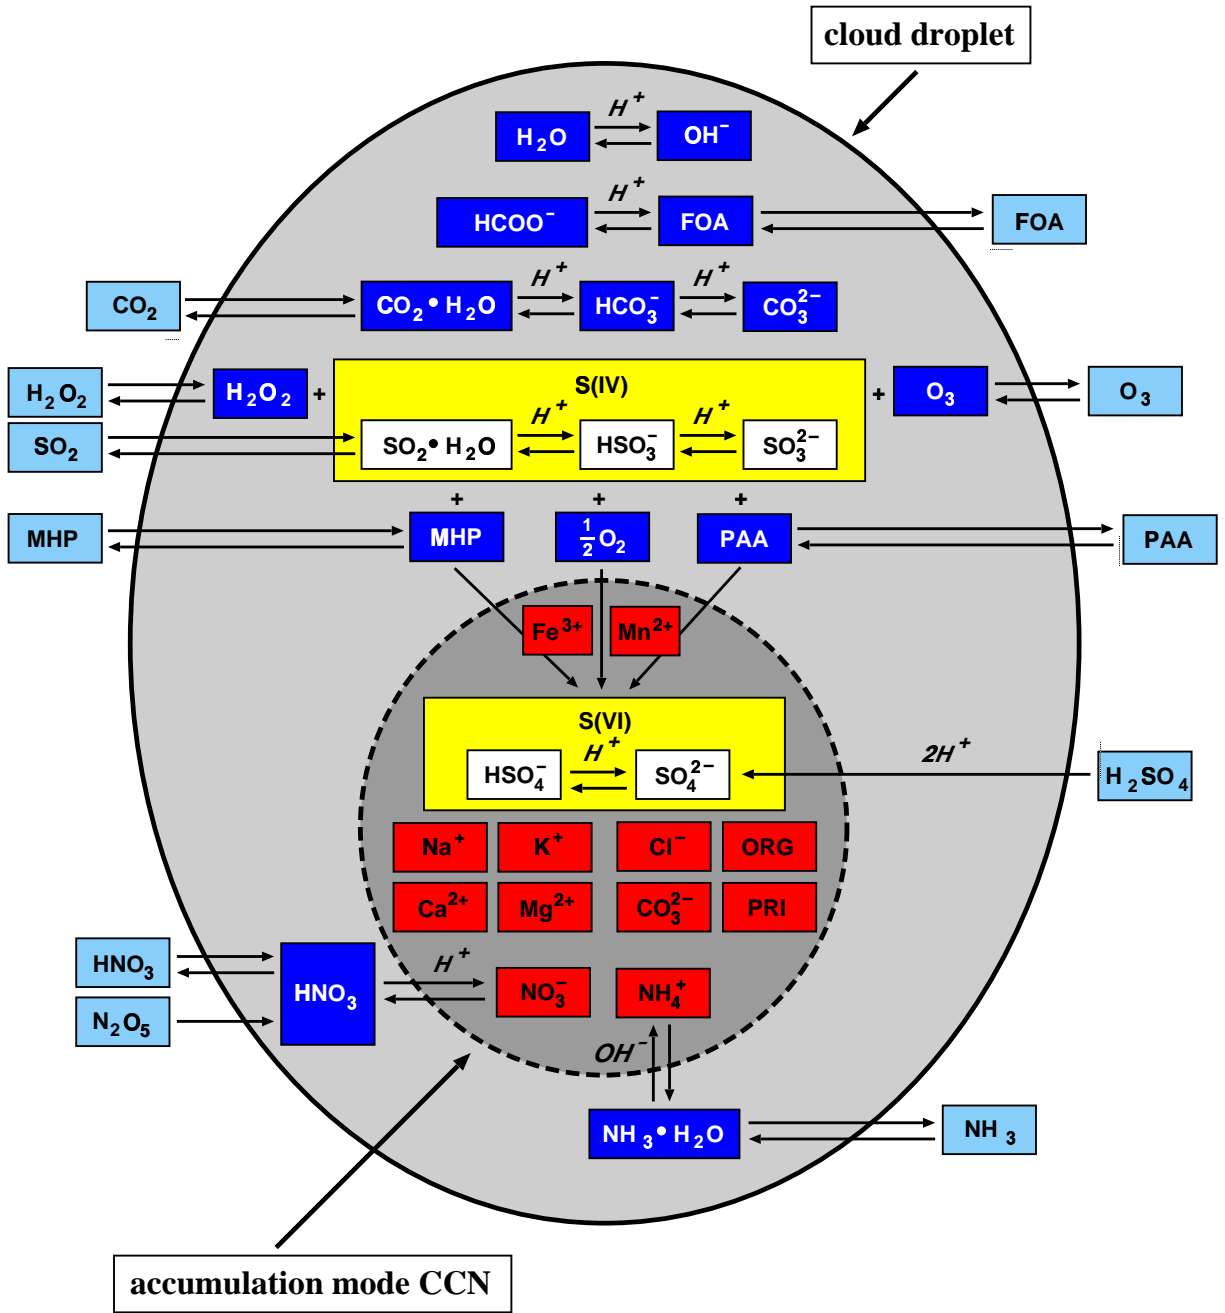 cloud droplet
H⁺
H₂O OH⁻
H⁺
HCOO⁻ FOA FOA
H⁺ H⁺
CO₂ CO₂•H₂O HCO₃⁻ CO₃²⁻
S(IV)
H₂O₂ H₂O₂ + + O₃ O₃
H⁺ H⁺
SO₂ SO₂•H₂O HSO₃⁻ SO₃²⁻
+ + +
MHP MHP ½O₂ PAA PAA
Fe³⁺ Mn²⁺
S(VI)
H⁺ 2H⁺
HSO₄⁻ SO₄²⁻ H₂SO₄
Na⁺ K⁺ Cl⁻ ORG
Ca²⁺ Mg²⁺ CO₃²⁻ PRI
HNO₃ H⁺
HNO₃ NO₃⁻ NH₄⁺
N₂O₅
OH⁻
NH₃•H₂O NH₃
accumulation mode CCN